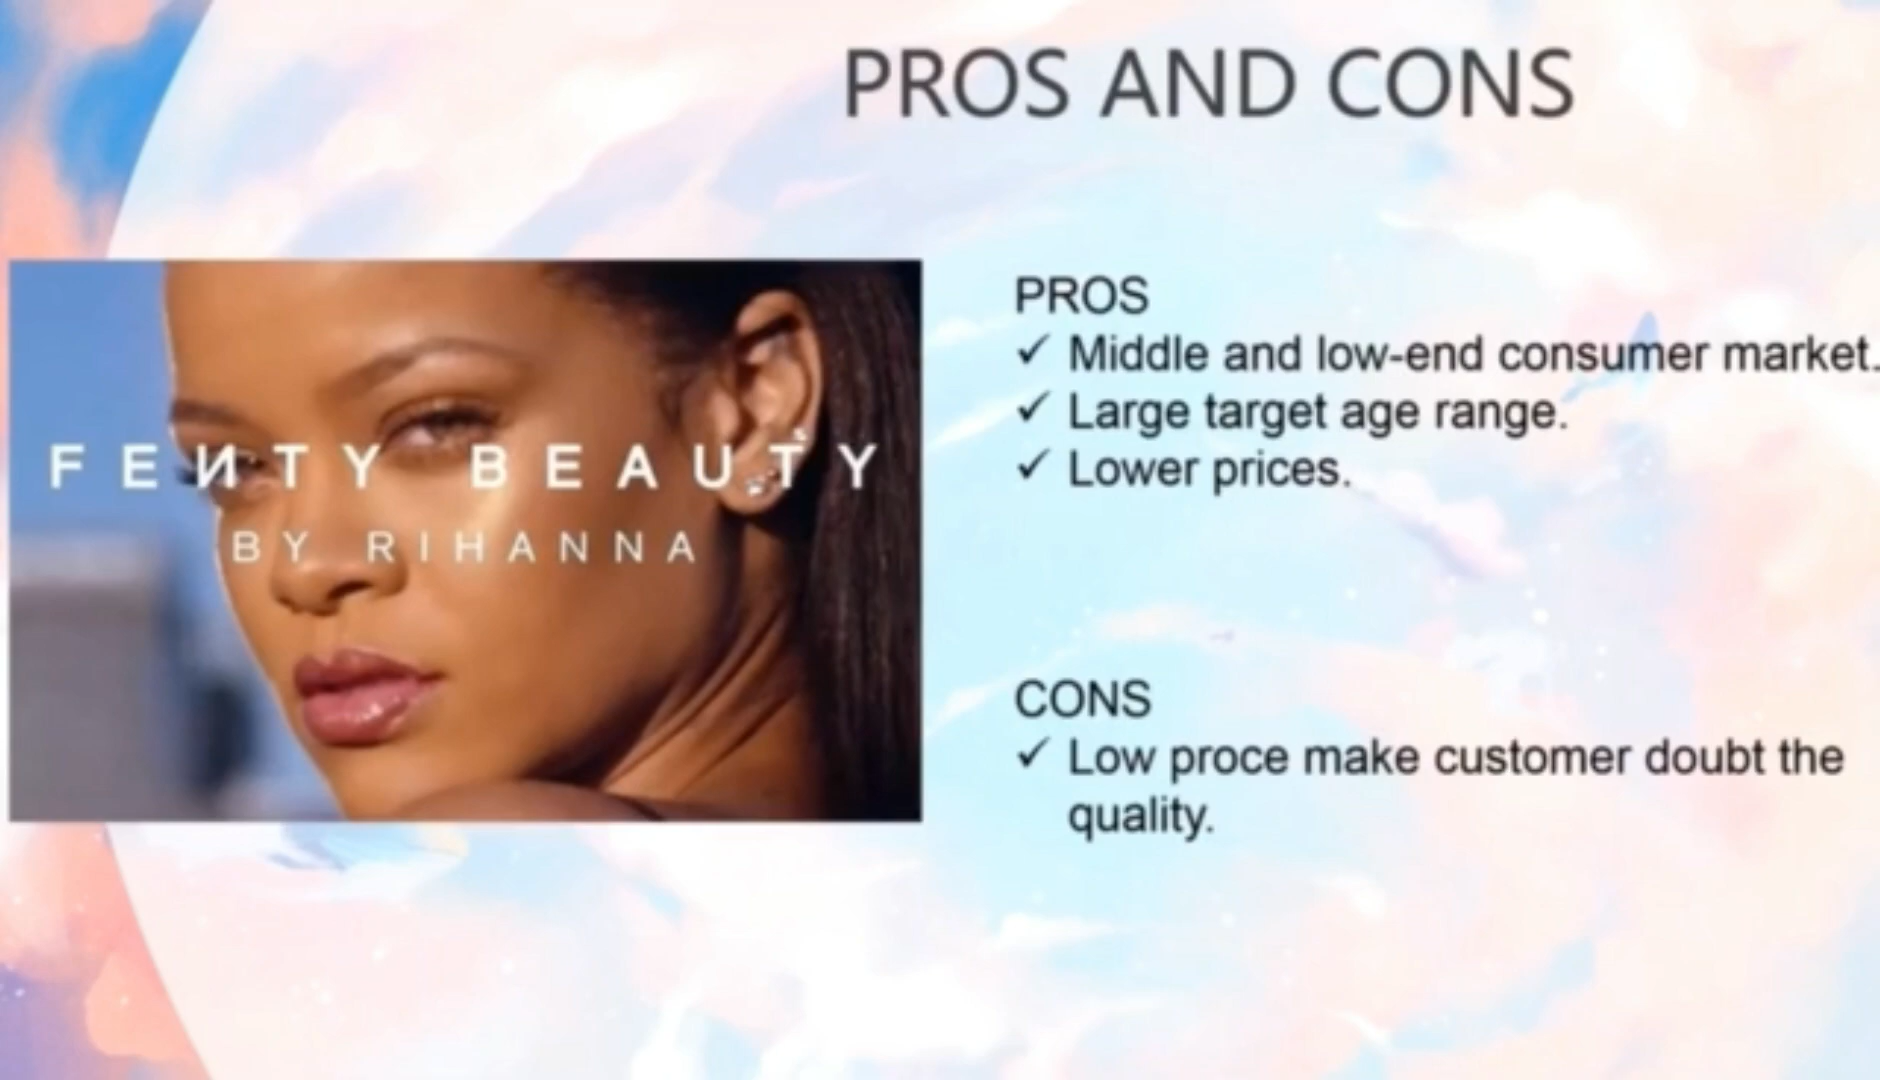 PROS AND CONS
FEИTY BEAUTY
BY RIHANNA
PROS
✓ Middle and low-end consumer market.
✓ Large target age range.
✓ Lower prices.
CONS
✓ Low proce make customer doubt the
quality.